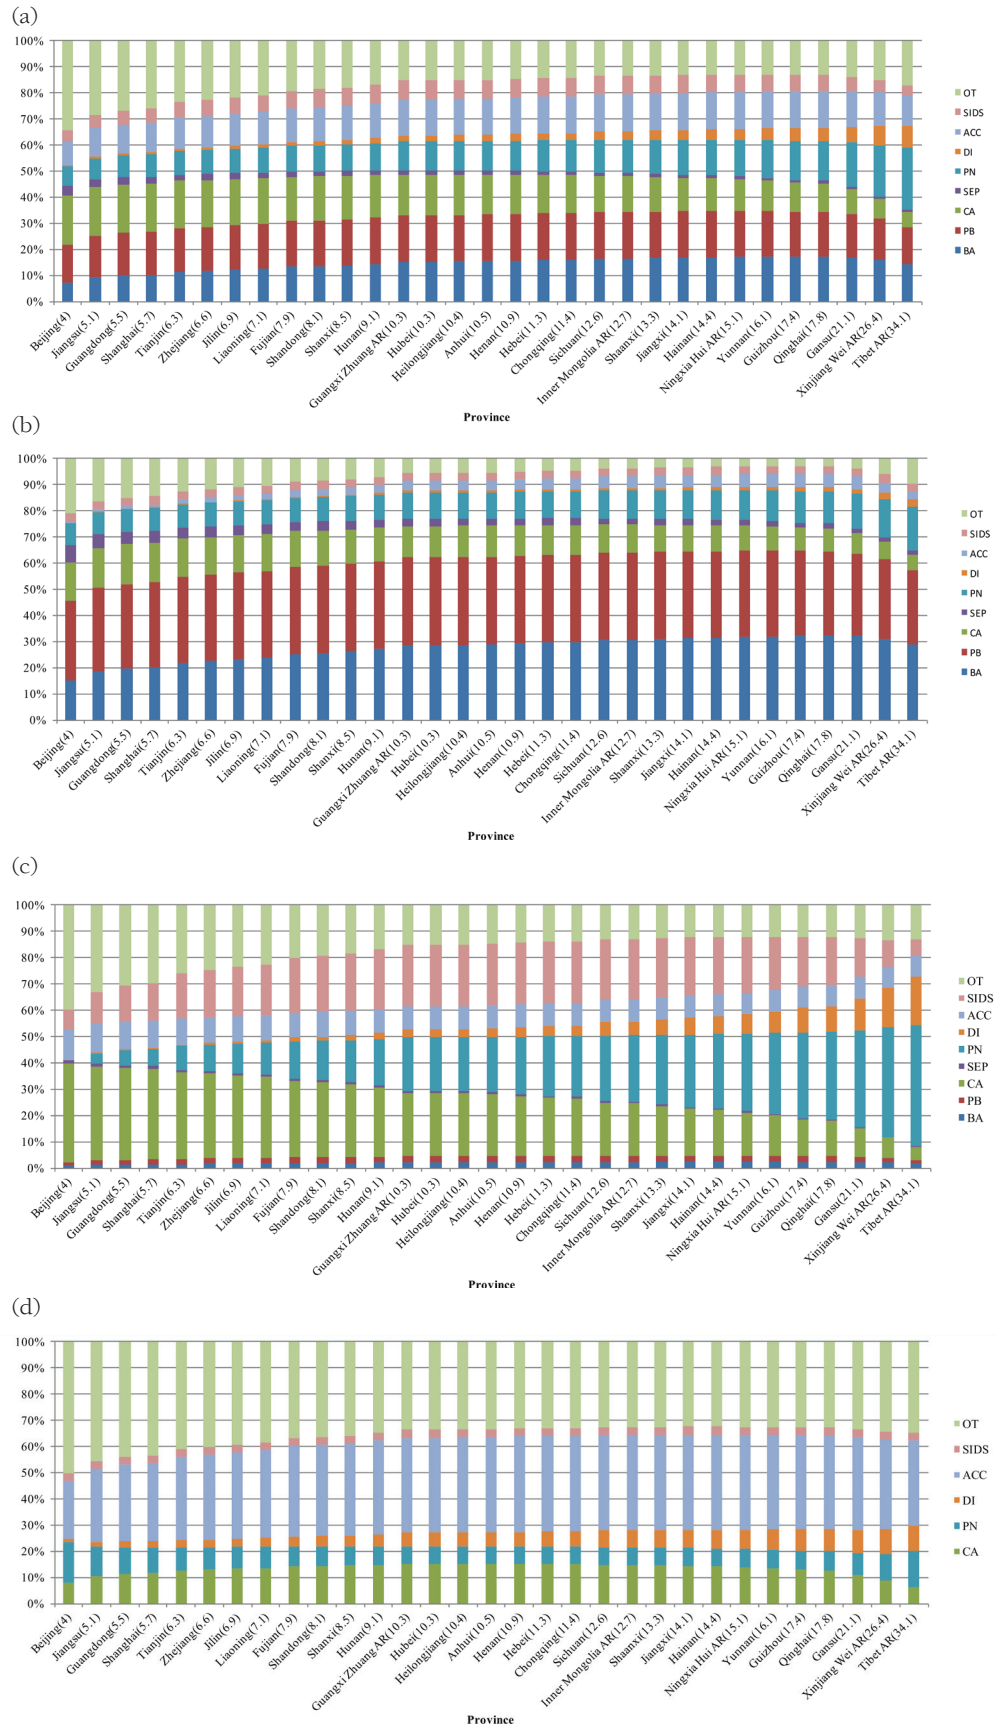 (a)
100%
90%
80%
70%
60%
50%
40%
30%
20%
10%
0%
OT
SIDS
ACC
DI
PN
SEP
CA
PB
BA
Beijing(4)
Jiangsu(5.1)
Guangdong(5.5)
Shanghai(5.7)
Tianjin(6.3)
Zhejiang(6.6)
Jilin(6.9)
Liaoning(7.1)
Fujian(7.9)
Shandong(8.1)
Shanxi(8.5)
Hunan(9.1)
Guangxi Zhuang AR(10.3)
Hubei(10.3)
Heilongjiang(10.4)
Anhui(10.5)
Henan(10.9)
Hebei(11.3)
Chongqing(11.4)
Sichuan(12.6)
Inner Mongolia AR(12.7)
Shaanxi(13.3)
Jiangxi(14.1)
Hainan(14.4)
Ningxia Hui AR(15.1)
Yunnan(16.1)
Guizhou(17.4)
Qinghai(17.8)
Gansu(21.1)
Xinjiang Wei AR(26.4)
Tibet AR(34.1)
Province
(b)
100%
90%
80%
70%
60%
50%
40%
30%
20%
10%
0%
OT
SIDS
ACC
DI
PN
SEP
CA
PB
BA
Beijing(4)
Jiangsu(5.1)
Guangdong(5.5)
Shanghai(5.7)
Tianjin(6.3)
Zhejiang(6.6)
Jilin(6.9)
Liaoning(7.1)
Fujian(7.9)
Shandong(8.1)
Shanxi(8.5)
Hunan(9.1)
Guangxi Zhuang AR(10.3)
Hubei(10.3)
Heilongjiang(10.4)
Anhui(10.5)
Henan(10.9)
Hebei(11.3)
Chongqing(11.4)
Sichuan(12.6)
Inner Mongolia AR(12.7)
Shaanxi(13.3)
Jiangxi(14.1)
Hainan(14.4)
Ningxia Hui AR(15.1)
Yunnan(16.1)
Guizhou(17.4)
Qinghai(17.8)
Gansu(21.1)
Xinjiang Wei AR(26.4)
Tibet AR(34.1)
Province
(c)
100%
90%
80%
70%
60%
50%
40%
30%
20%
10%
0%
OT
SIDS
ACC
DI
PN
SEP
CA
PB
BA
Beijing(4)
Jiangsu(5.1)
Guangdong(5.5)
Shanghai(5.7)
Tianjin(6.3)
Zhejiang(6.6)
Jilin(6.9)
Liaoning(7.1)
Fujian(7.9)
Shandong(8.1)
Shanxi(8.5)
Hunan(9.1)
Guangxi Zhuang AR(10.3)
Hubei(10.3)
Heilongjiang(10.4)
Anhui(10.5)
Henan(10.9)
Hebei(11.3)
Chongqing(11.4)
Sichuan(12.6)
Inner Mongolia AR(12.7)
Shaanxi(13.3)
Jiangxi(14.1)
Hainan(14.4)
Ningxia Hui AR(15.1)
Yunnan(16.1)
Guizhou(17.4)
Qinghai(17.8)
Gansu(21.1)
Xinjiang Wei AR(26.4)
Tibet AR(34.1)
Province
(d)
100%
90%
80%
70%
60%
50%
40%
30%
20%
10%
0%
OT
SIDS
ACC
DI
PN
CA
Beijing(4)
Jiangsu(5.1)
Guangdong(5.5)
Shanghai(5.7)
Tianjin(6.3)
Zhejiang(6.6)
Jilin(6.9)
Liaoning(7.1)
Fujian(7.9)
Shandong(8.1)
Shanxi(8.5)
Hunan(9.1)
Guangxi Zhuang AR(10.3)
Hubei(10.3)
Heilongjiang(10.4)
Anhui(10.5)
Henan(10.9)
Hebei(11.3)
Chongqing(11.4)
Sichuan(12.6)
Inner Mongolia AR(12.7)
Shaanxi(13.3)
Jiangxi(14.1)
Hainan(14.4)
Ningxia Hui AR(15.1)
Yunnan(16.1)
Guizhou(17.4)
Qinghai(17.8)
Gansu(21.1)
Xinjiang Wei AR(26.4)
Tibet AR(34.1)
Province